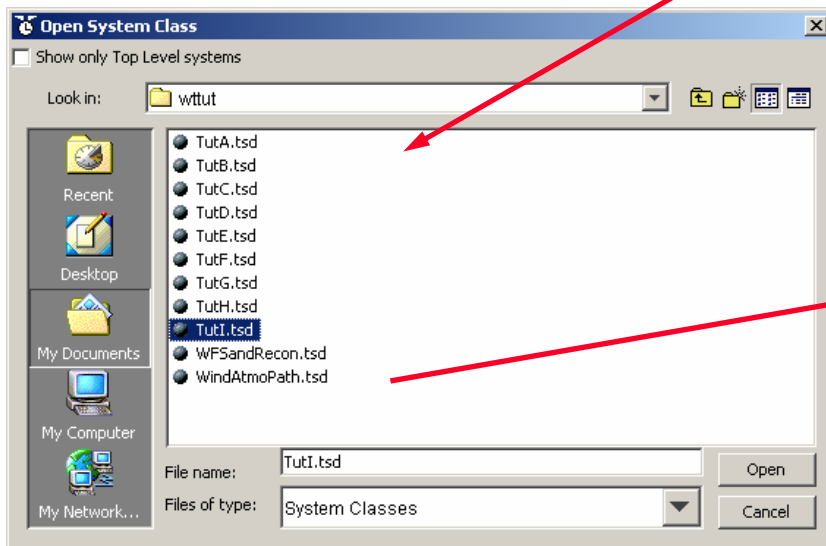 Open System Class
Show only Top Level systems
Look in:
wttut
Recent
Desktop
My Documents
My Computer
My Network...
TutA.tsd
TutB.tsd
TutC.tsd
TutD.tsd
TutE.tsd
TutF.tsd
TutG.tsd
TutH.tsd
TutI.tsd
WFSandRecon.tsd
WindAtmoPath.tsd
File name:
TutI.tsd
Open
Files of type:
System Classes
Cancel